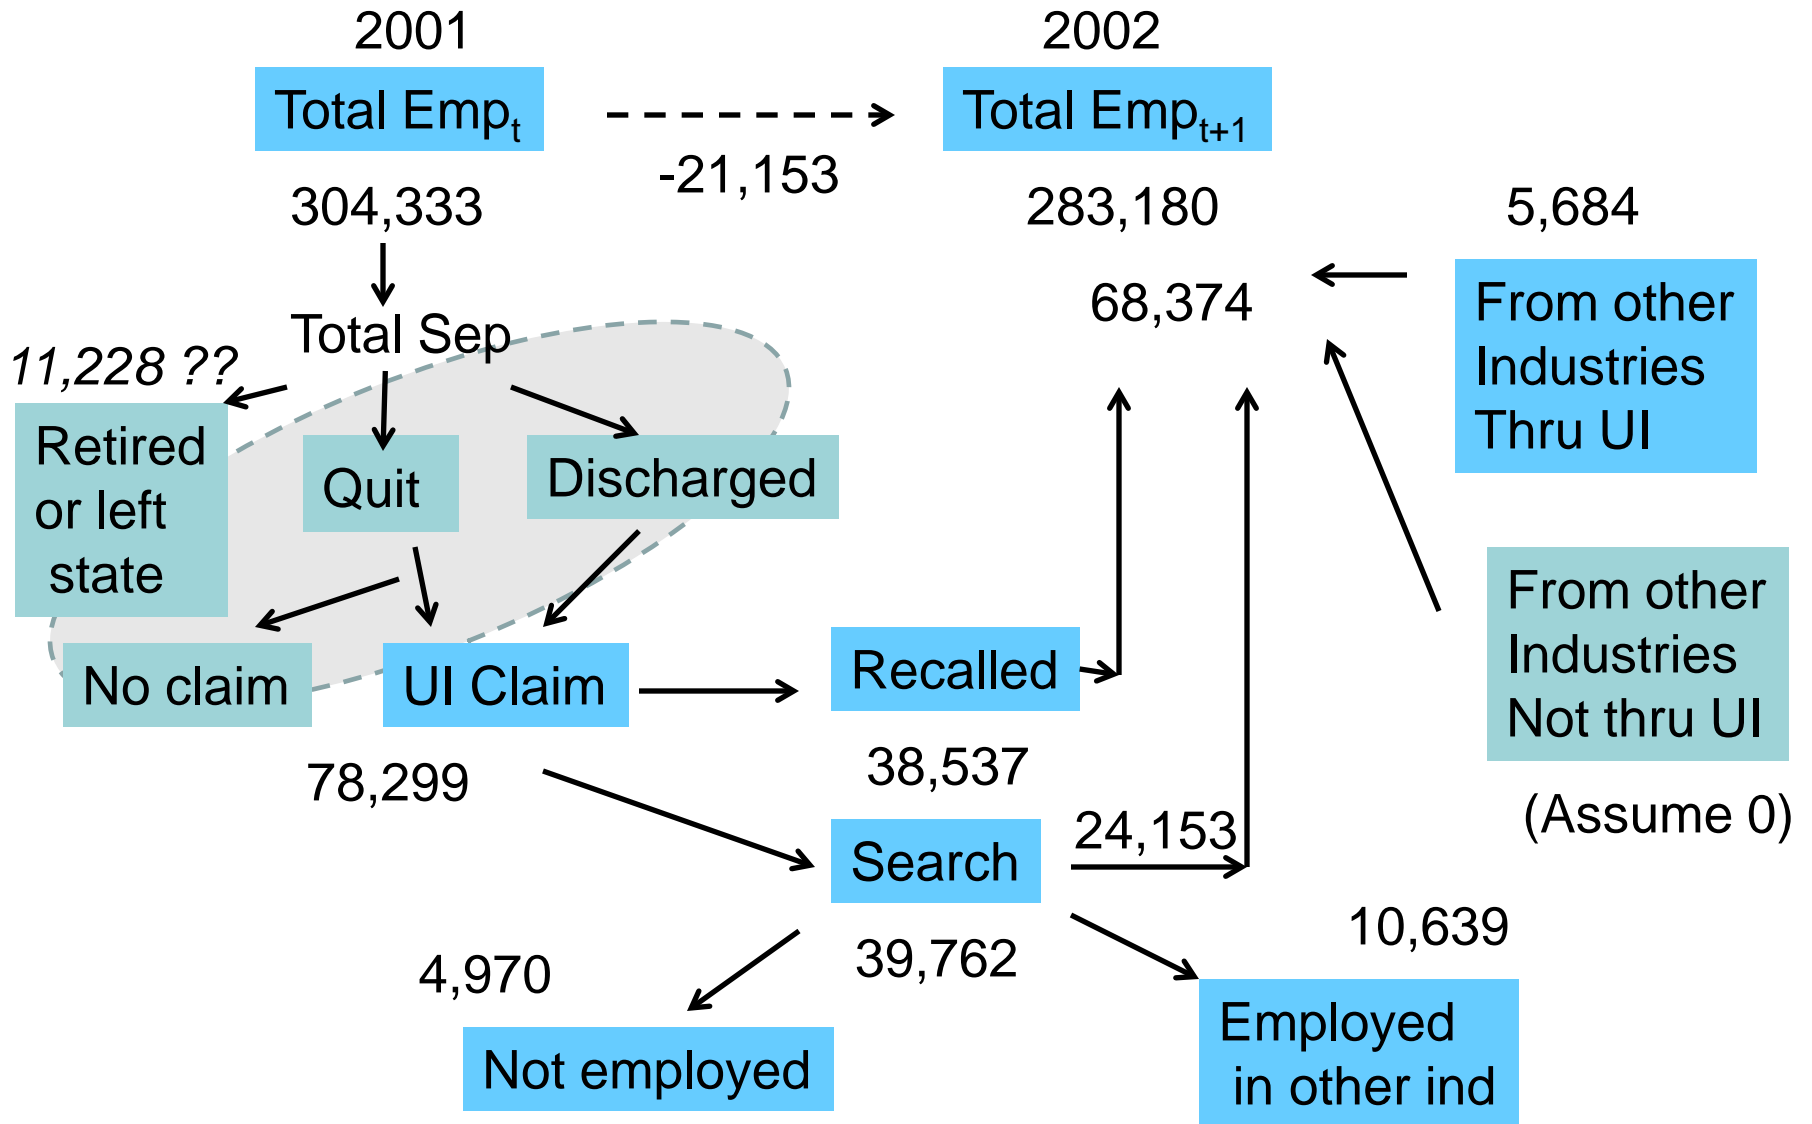 2001
2002
Total Empt
Total Empt+1
-21,153
304,333
283,180
5,684
Total Sep
68,374
From other
Industries
Thru UI
11,228 ??
Retired
or left
state
Quit
Discharged
From other
Industries
Not thru UI
(Assume 0)
No claim
UI Claim
Recalled
78,299
38,537
24,153
Search
39,762
10,639
4,970
Not employed
Employed
in other ind